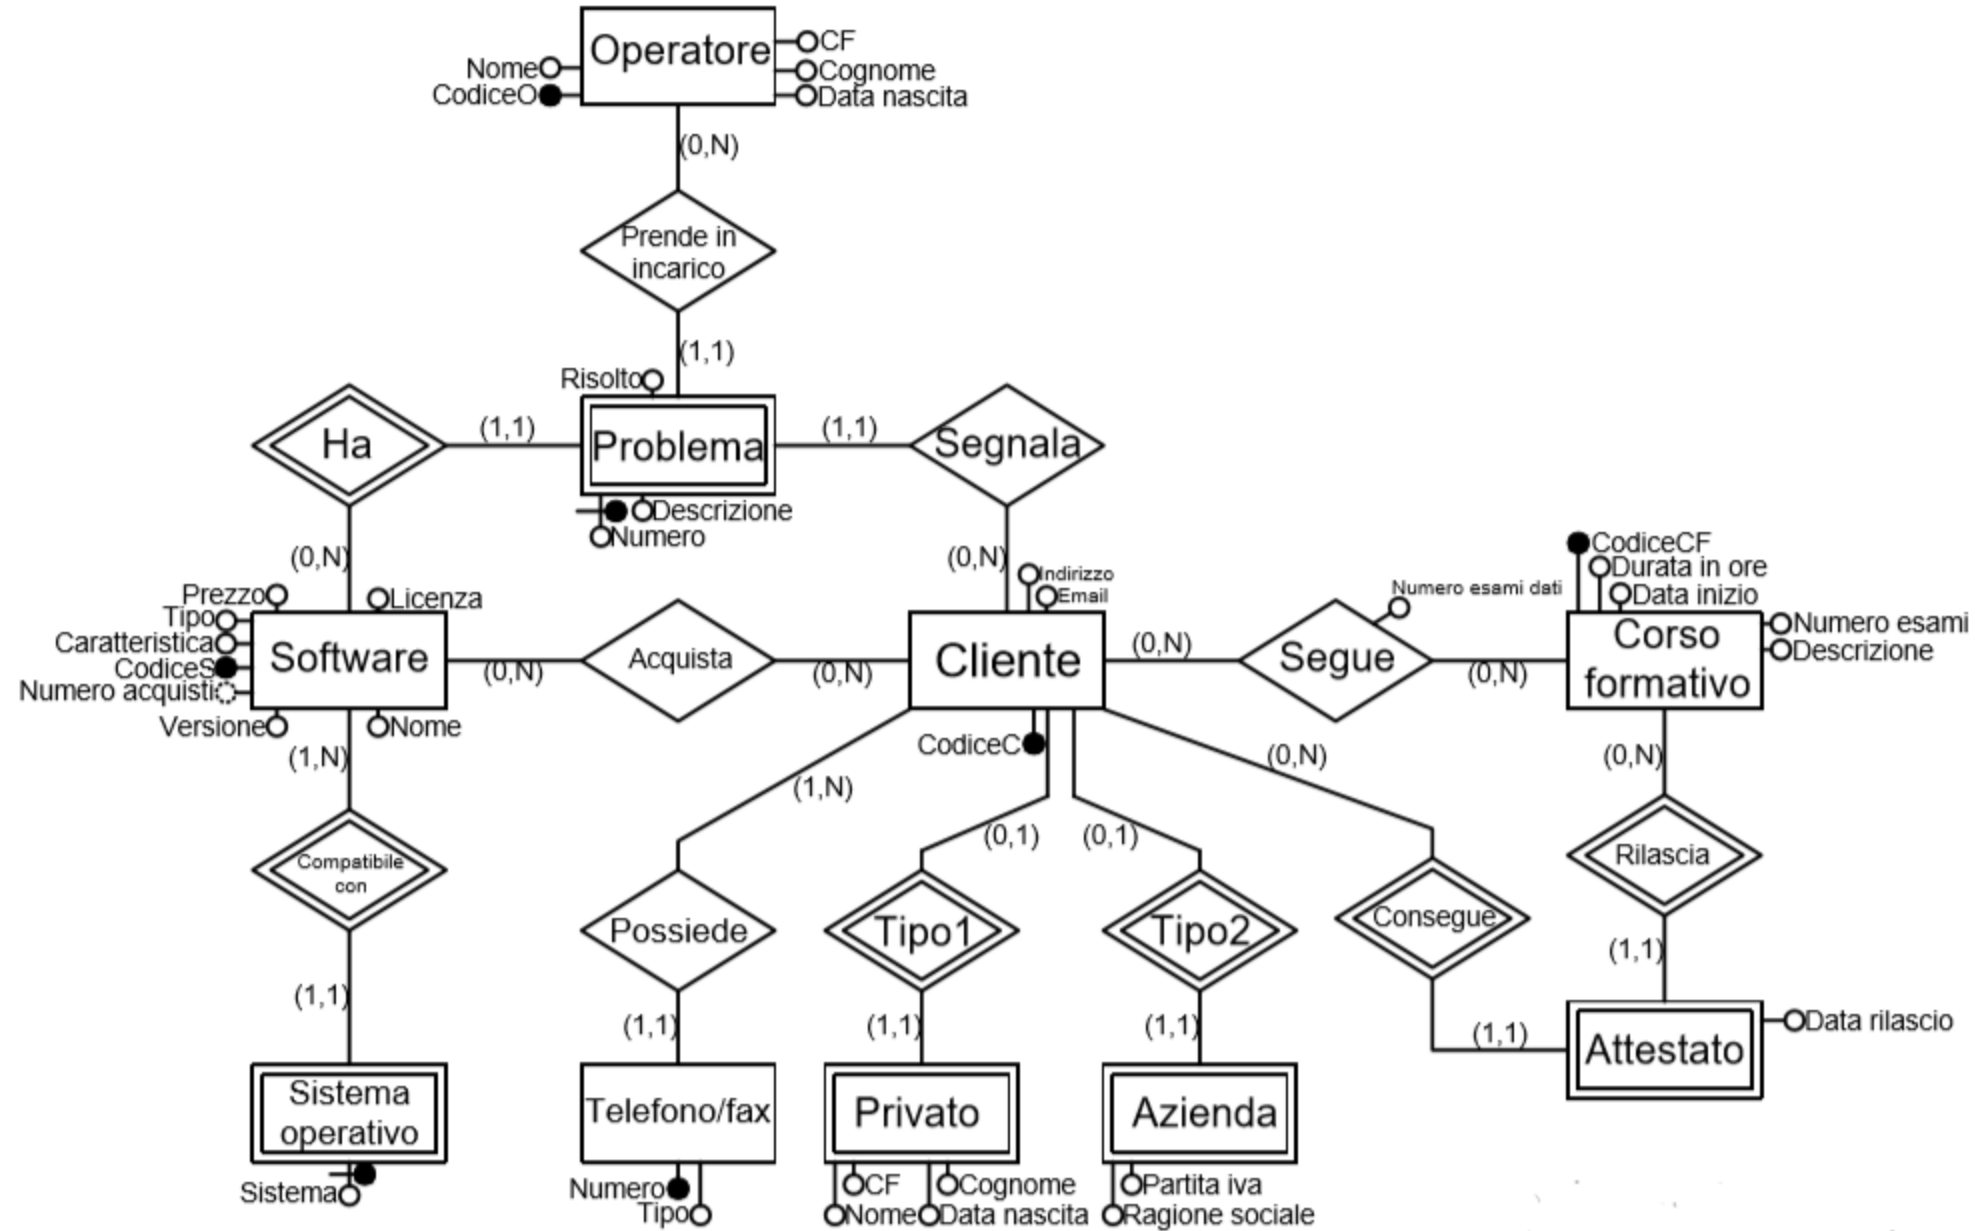 Operatore
CF
Nome
Cognome
CodiceO
Data nascita
(0,N)
Prende in
incarico
(1,1)
Risolto
Ha
(1,1)
Problema
(1,1)
Segnala
Descrizione
Numero
(0,N)
(0,N)
Prezzo
Licenza
Tipo
Caratteristica
CodiceS
Numero acquisti
Versione
Nome
Software
(0,N)
Acquista
(0,N)
Indirizzo
Email
Cliente
CodiceC
(0,N)
Segue
Numero esami dati
(0,N)
CodiceCF
Durata in ore
Data inizio
Numero esami
Descrizione
Corso
formativo
(1,N)
(1,N)
(0,1)
(0,1)
(0,N)
(0,N)
Compatibile
con
Possiede
Tipo1
Tipo2
Consegue
Rilascia
(1,1)
(1,1)
(1,1)
(1,1)
(1,1)
(1,1)
Sistema
operativo
Sistema
Telefono/fax
Numero
Tipo
Privato
CF
Cognome
Nome
Data nascita
Azienda
Partita iva
Ragione sociale
Attestato
Data rilascio